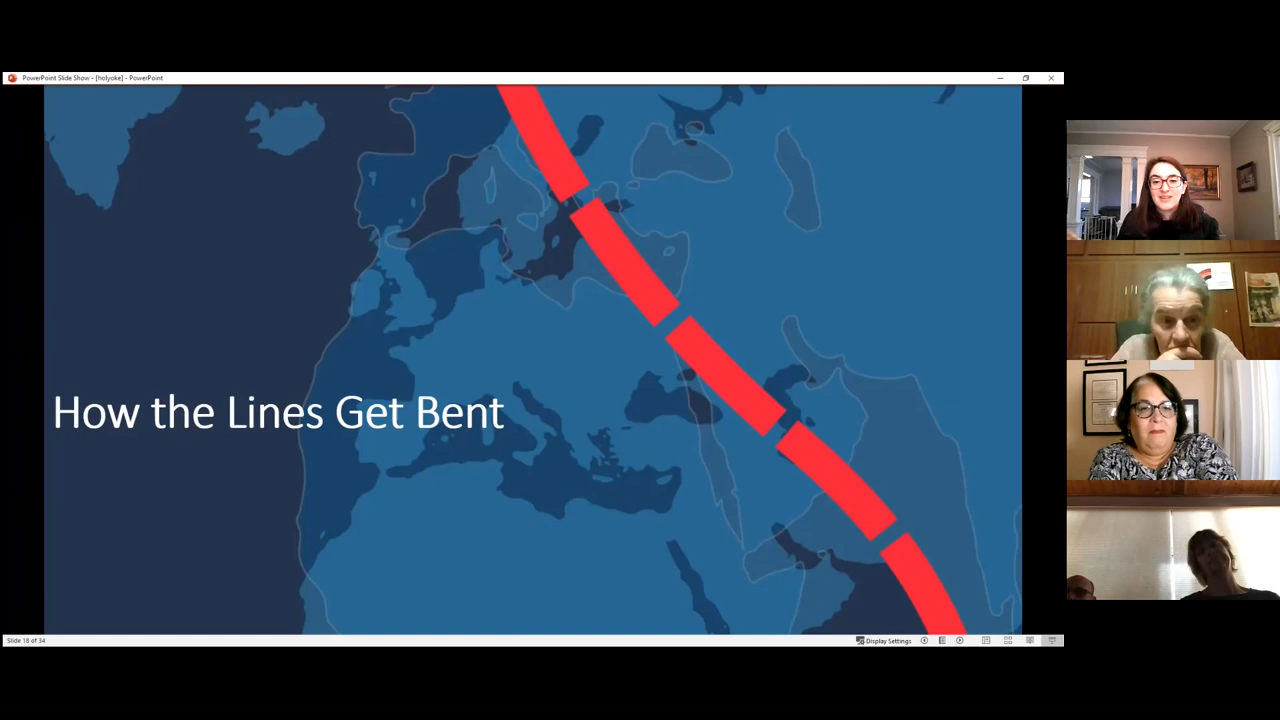 PowerPoint Slide Show - [holyoke] - PowerPoint
How the Lines Get Bent
Slide 18 of 34
Display Settings